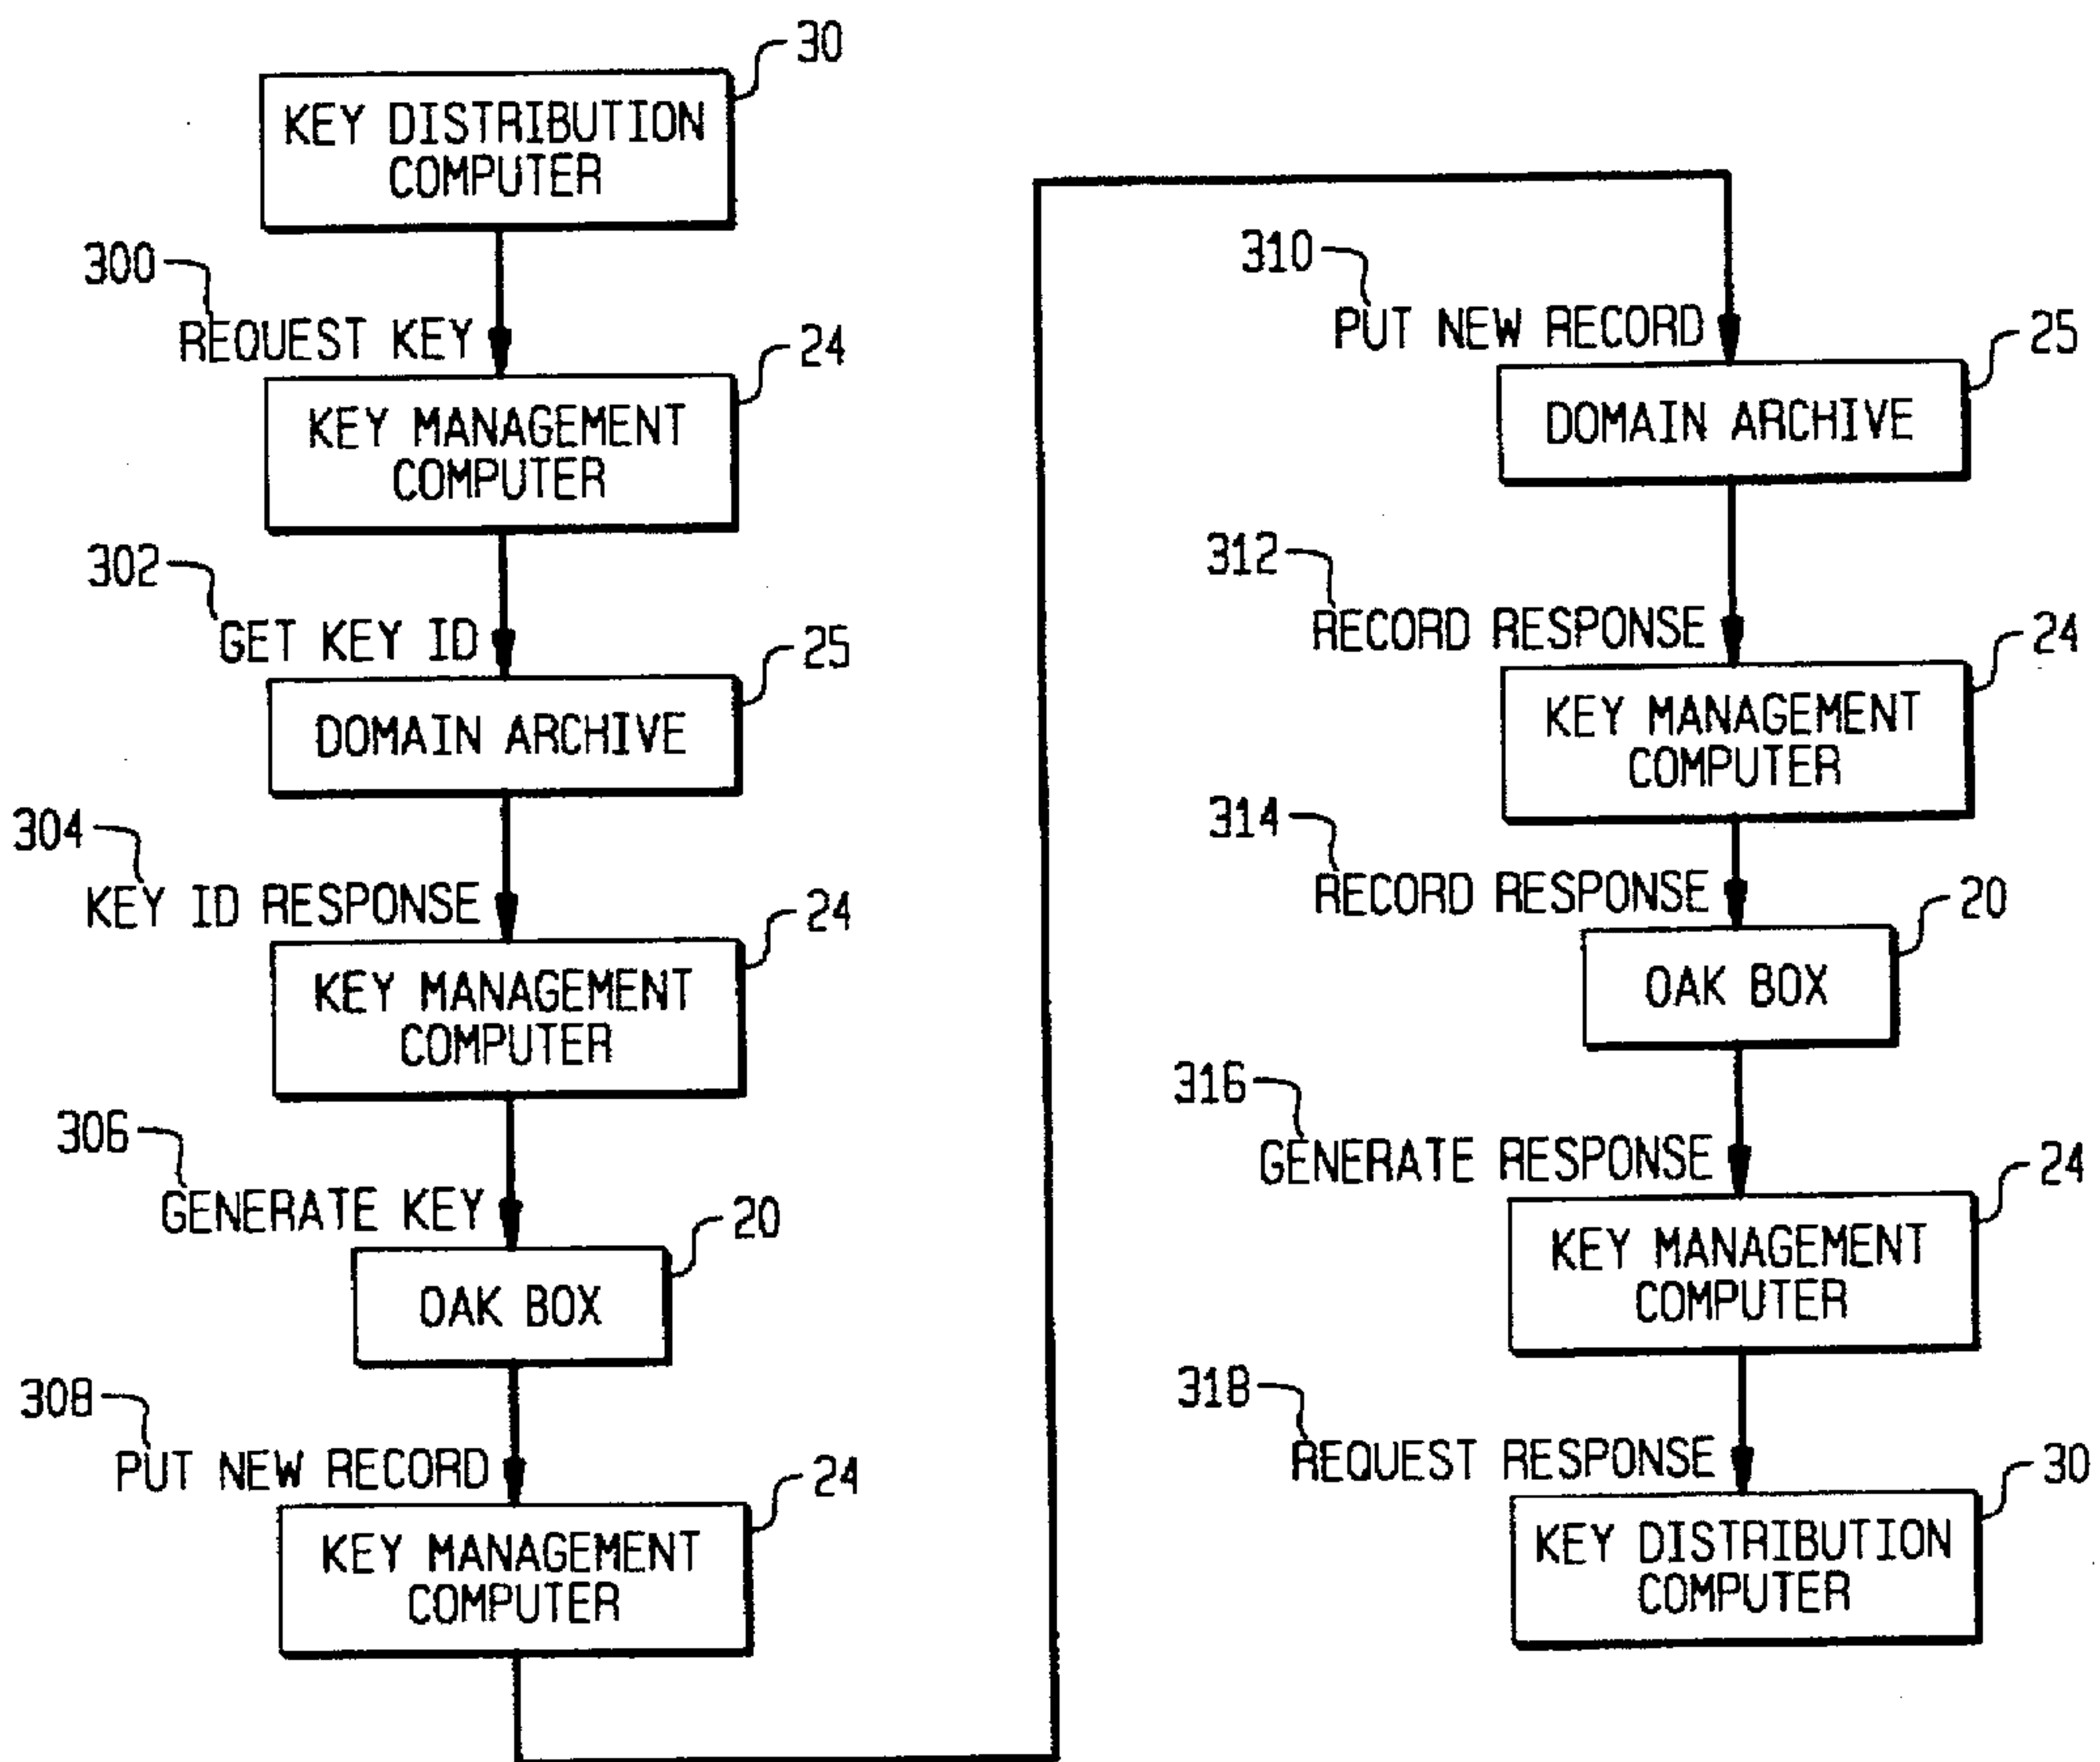 30
KEY DISTRIBUTION
COMPUTER
300
REQUEST KEY
24
KEY MANAGEMENT
COMPUTER
302
GET KEY ID
25
DOMAIN ARCHIVE
304
KEY ID RESPONSE
24
KEY MANAGEMENT
COMPUTER
306
GENERATE KEY
20
OAK BOX
308
PUT NEW RECORD
24
KEY MANAGEMENT
COMPUTER
310
PUT NEW RECORD
25
DOMAIN ARCHIVE
312
RECORD RESPONSE
24
KEY MANAGEMENT
COMPUTER
314
RECORD RESPONSE
20
OAK BOX
316
GENERATE RESPONSE
24
KEY MANAGEMENT
COMPUTER
318
REQUEST RESPONSE
30
KEY DISTRIBUTION
COMPUTER